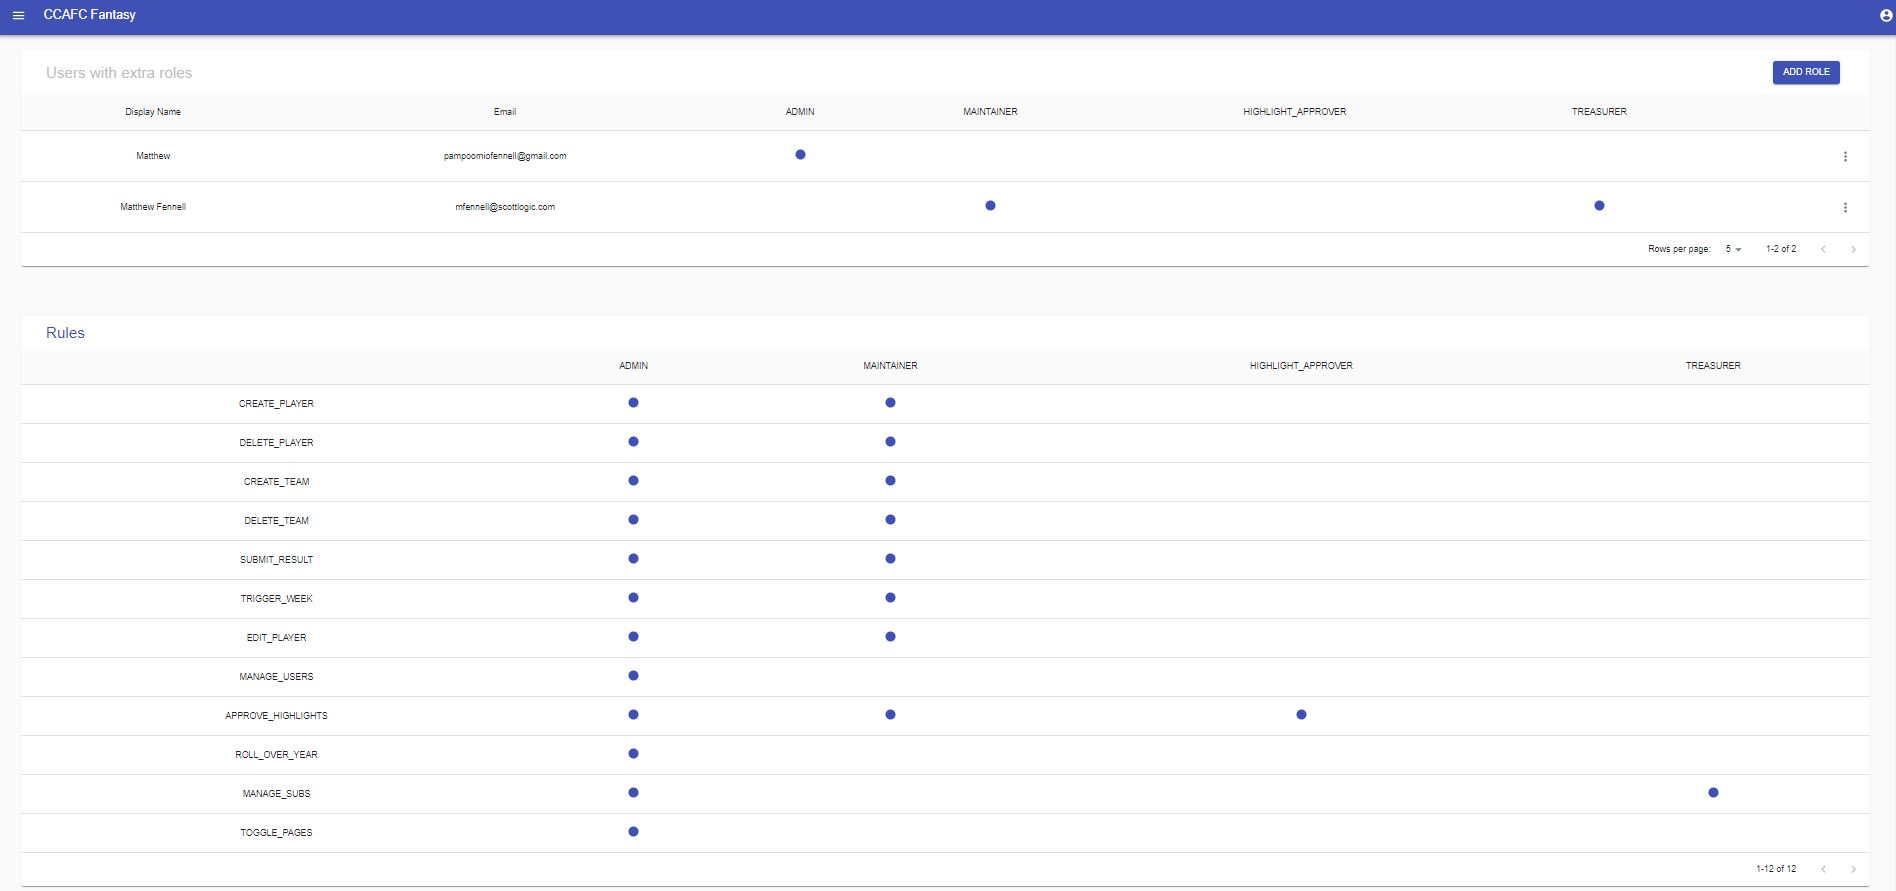 CCAFC Fantasy
Users with extra roles
ADD ROLE
Display Name Email ADMIN MAINTAINER HIGHLIGHT_APPROVER TREASURER
Matthew pampoomiofennell@gmail.com
Matthew Fennell mfennell@scottlogic.com
Rows per page: 5 1-2 of 2
Rules
ADMIN MAINTAINER HIGHLIGHT_APPROVER TREASURER
CREATE_PLAYER
DELETE_PLAYER
CREATE_TEAM
DELETE_TEAM
SUBMIT_RESULT
TRIGGER_WEEK
EDIT_PLAYER
MANAGE_USERS
APPROVE_HIGHLIGHTS
ROLL_OVER_YEAR
MANAGE_SUBS
TOGGLE_PAGES
1-12 of 12